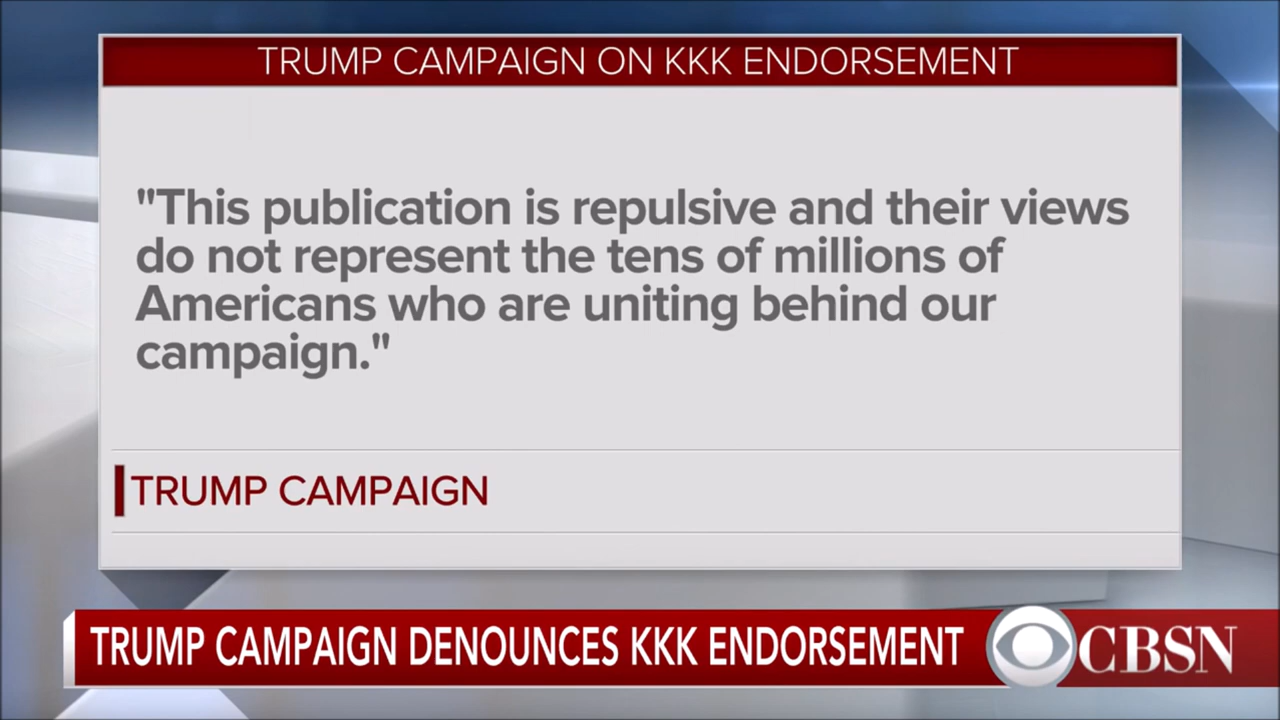 TRUMP CAMPAIGN ON KKK ENDORSEMENT
"This publication is repulsive and their views
do not represent the tens of millions of
Americans who are uniting behind our
campaign."
TRUMP CAMPAIGN
TRUMP CAMPAIGN DENOUNCES KKK ENDORSEMENT
CBSN